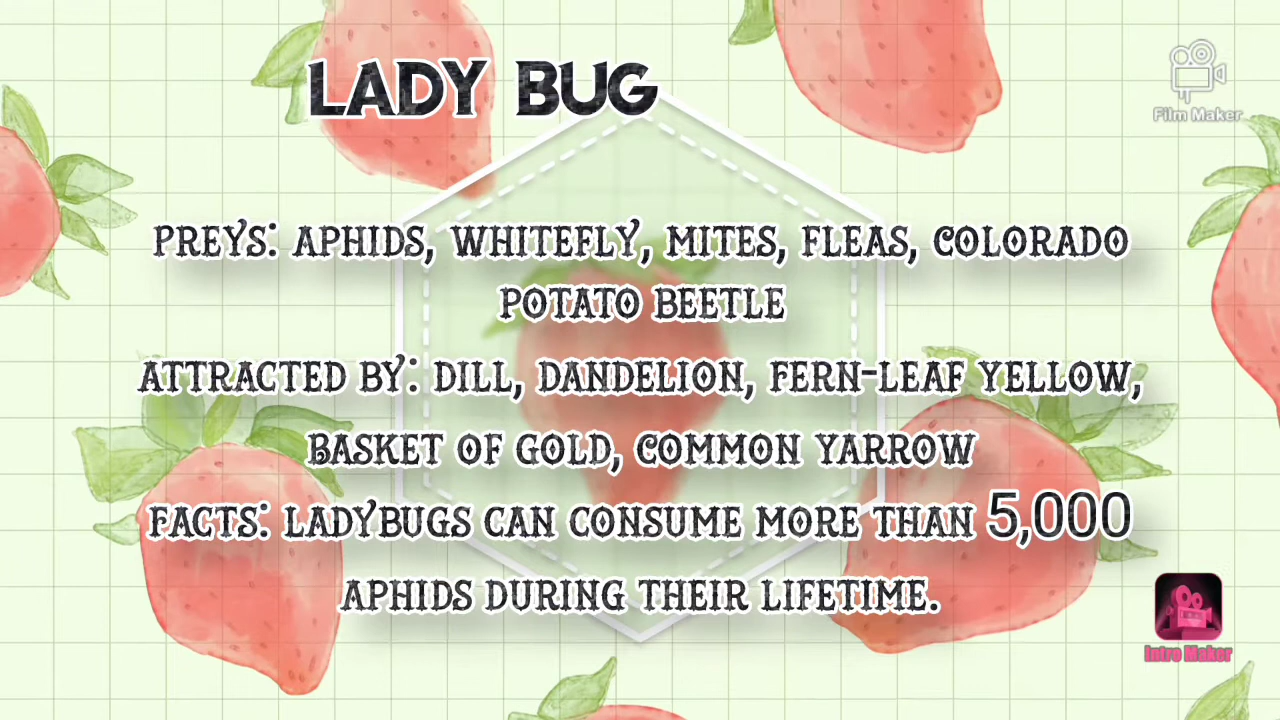 LADY BUG
Film Maker
PREYS: APHIDS, WHITEFLY, MITES, FLEAS, COLORADO
POTATO BEETLE
ATTRACTED BY: DILL, DANDELION, FERN-LEAF YELLOW,
BASKET OF GOLD, COMMON YARROW
FACTS: LADYBUGS CAN CONSUME MORE THAN 5,000
APHIDS DURING THEIR LIFETIME.
Intro Maker